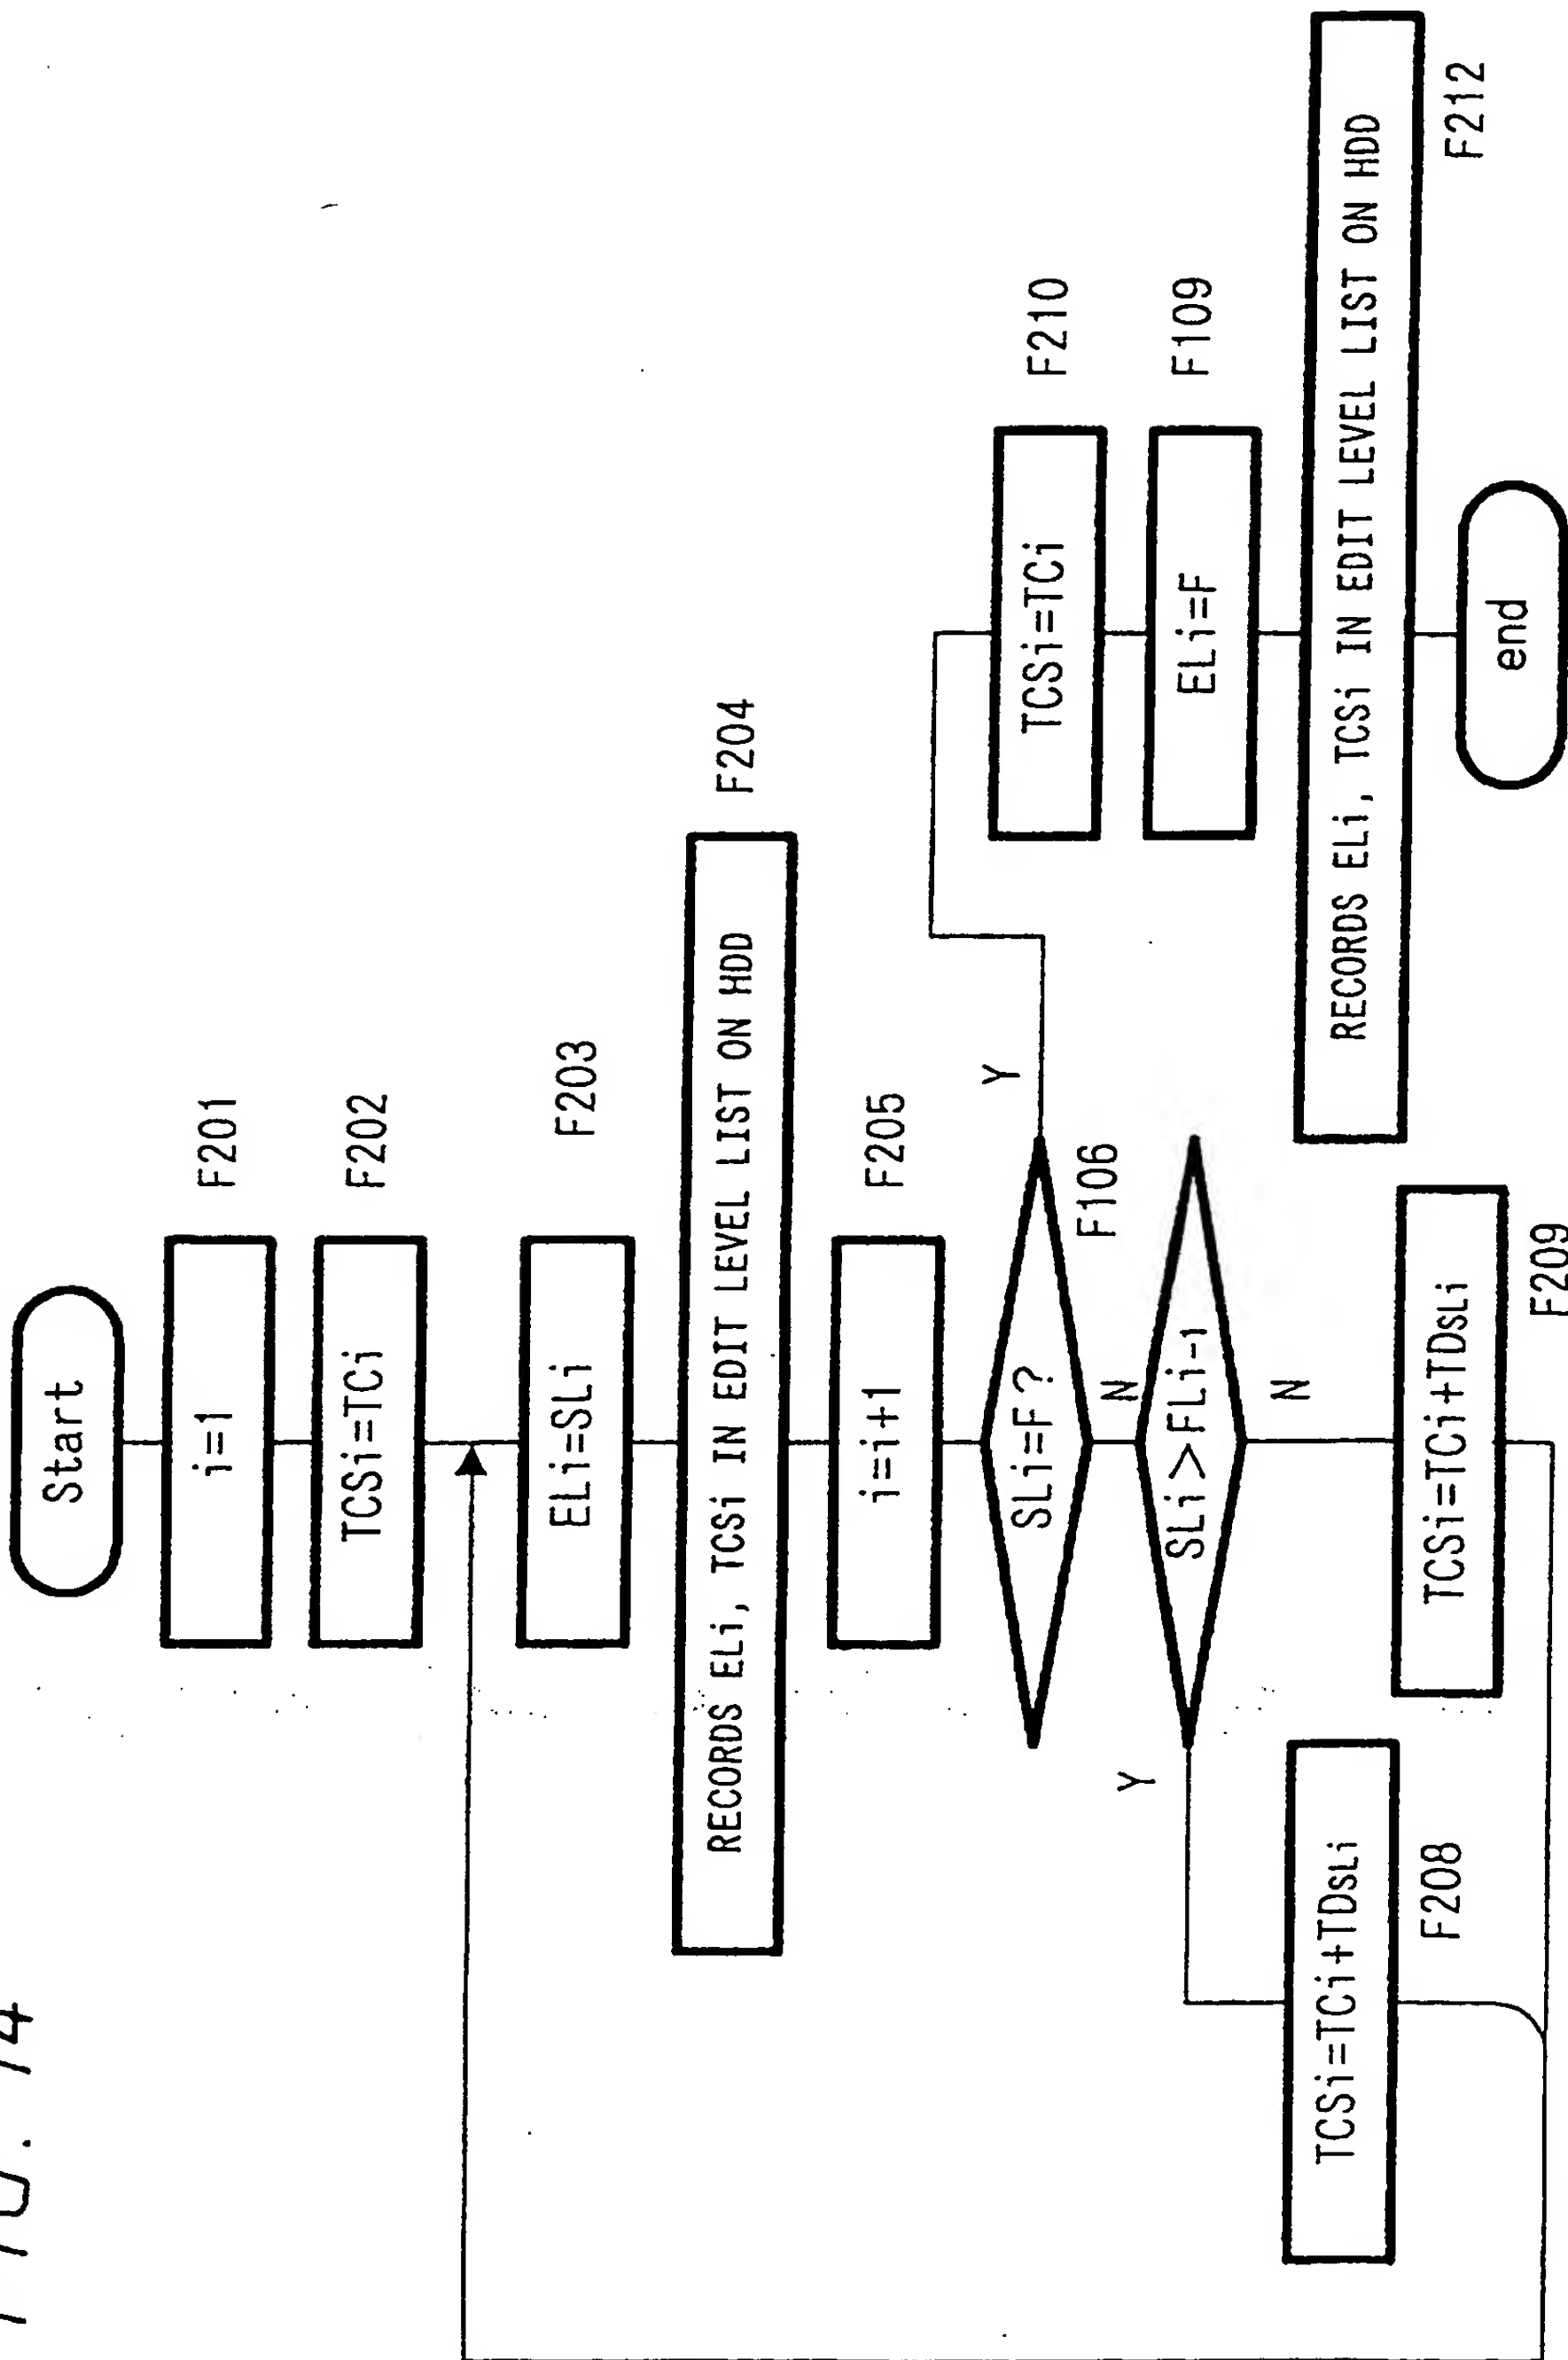 FIG. 14
Start
i=1
F201
TCSi=TCi
F202
ELi=SLi
F203
RECORDS ELi, TCSi IN EDIT LEVEL LIST ON HDD
F204
i=i+1
F205
SLi=F?
Y
F106
N
SLi>FLi-1
Y
N
TCSi=TCi+TDSLi
F208
TCSi=TCi+TDSLi
F209
TCSi=TCi
F210
ELi=F
F109
RECORDS ELi, TCSi IN EDIT LEVEL LIST ON HDD
F212
end